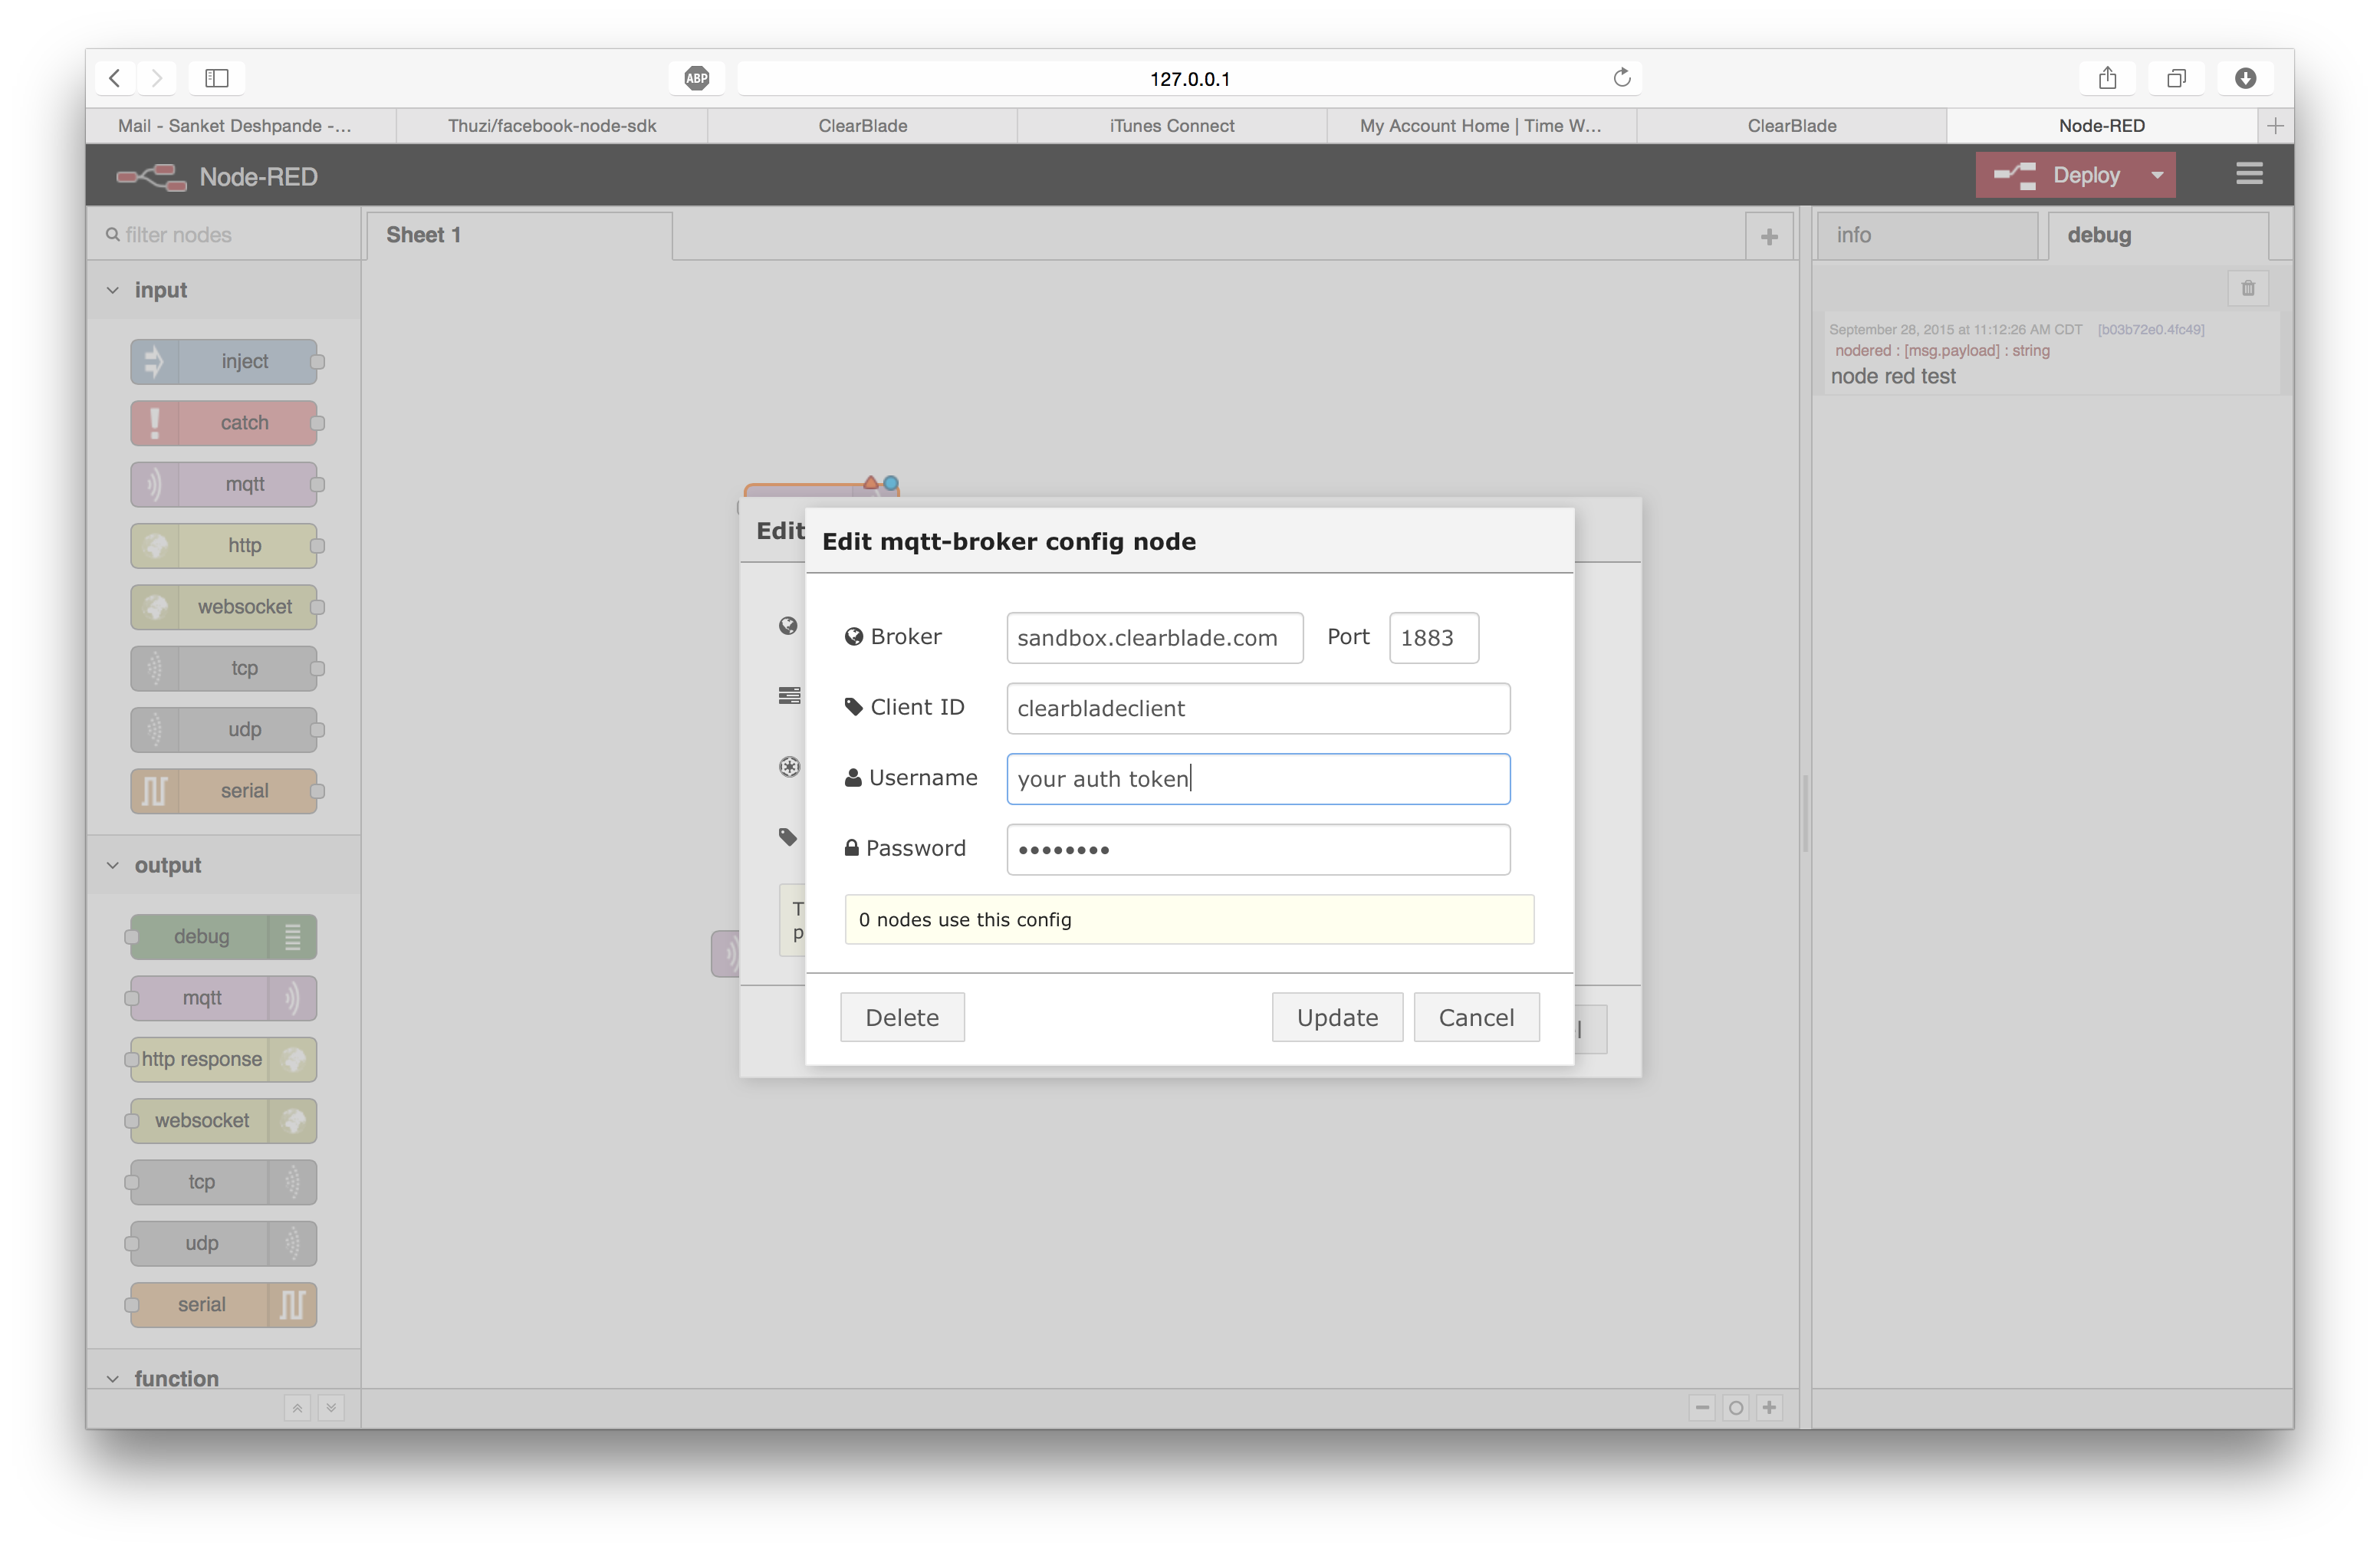 ABP
127.0.0.1
Mail - Sanket Deshpande -...
Thuzi/facebook-node-sdk
ClearBlade
iTunes Connect
My Account Home | Time W...
ClearBlade
Node-RED
Node-RED
Deploy
filter nodes
Sheet 1
info
debug
input
inject
catch
mqtt
http
websocket
tcp
udp
serial
output
debug
mqtt
http response
websocket
tcp
udp
serial
function
September 28, 2015 at 11:12:26 AM CDT [b03b72e0.4fc49]
nodered : [msg.payload] : string
node red test
Edit
T
p
l
Edit mqtt-broker config node
Broker sandbox.clearblade.com Port 1883
Client ID clearbladeclient
Username your auth token
Password ••••••••
0 nodes use this config
Delete Update Cancel